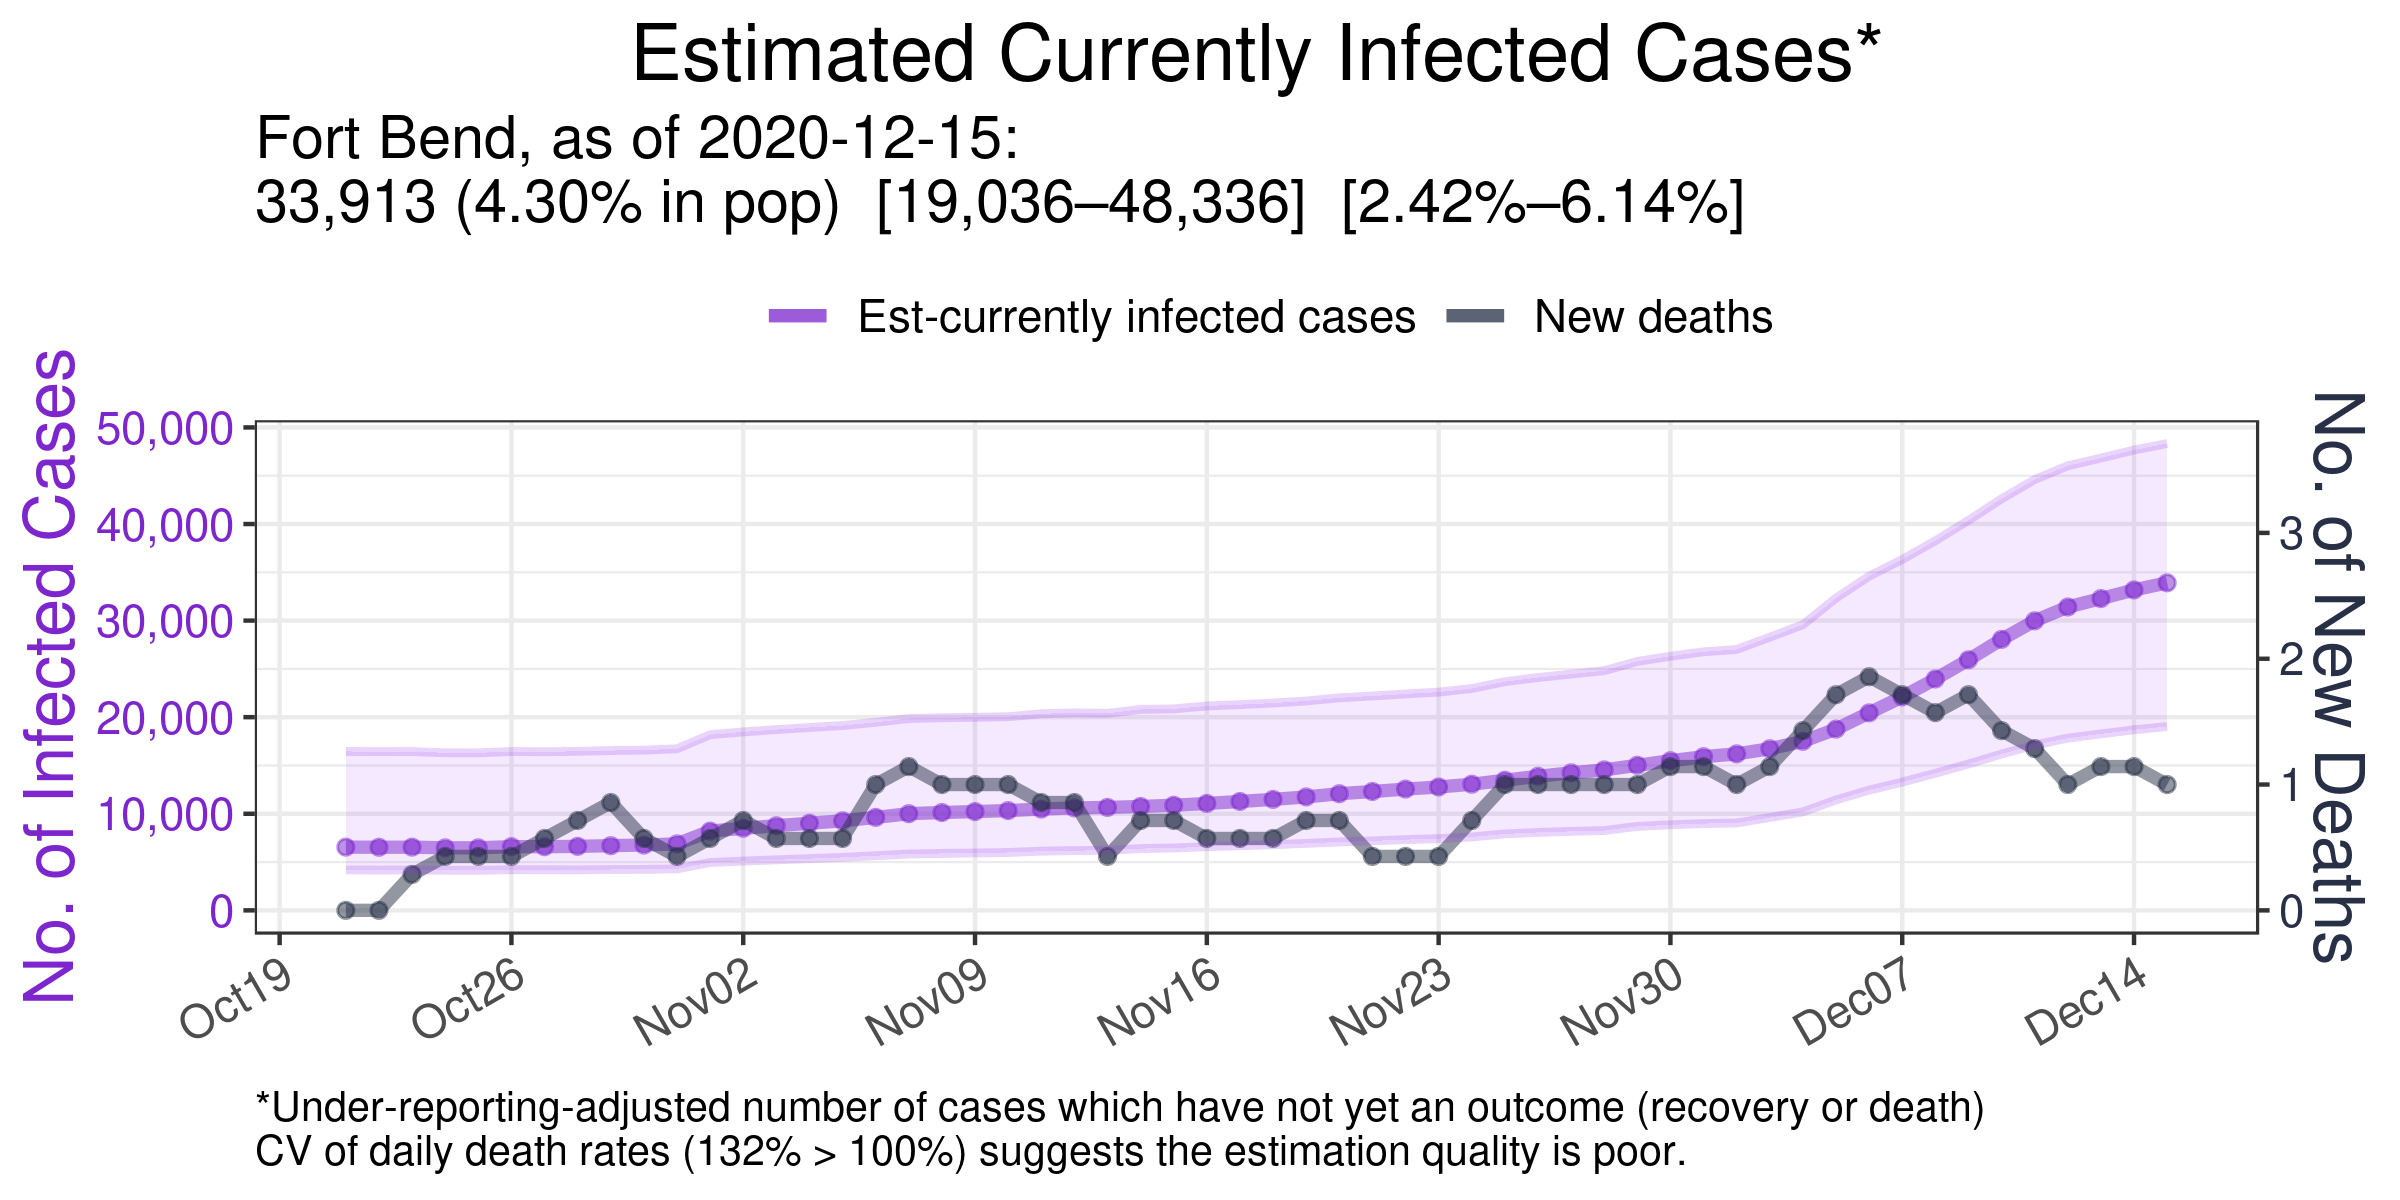 Estimated Currently Infected Cases*
Fort Bend, as of 2020-12-15:
33,913 (4.30% in pop)  [19,036–48,336]  [2.42%–6.14%]
Est-currently infected cases
New deaths
No. of Infected Cases
50,000
40,000
30,000
20,000
10,000
0
No. of New Deaths
3
2
1
0
Oct19
Oct26
Nov02
Nov09
Nov16
Nov23
Nov30
Dec07
Dec14
*Under-reporting-adjusted number of cases which have not yet an outcome (recovery or death)
CV of daily death rates (132% > 100%) suggests the estimation quality is poor.